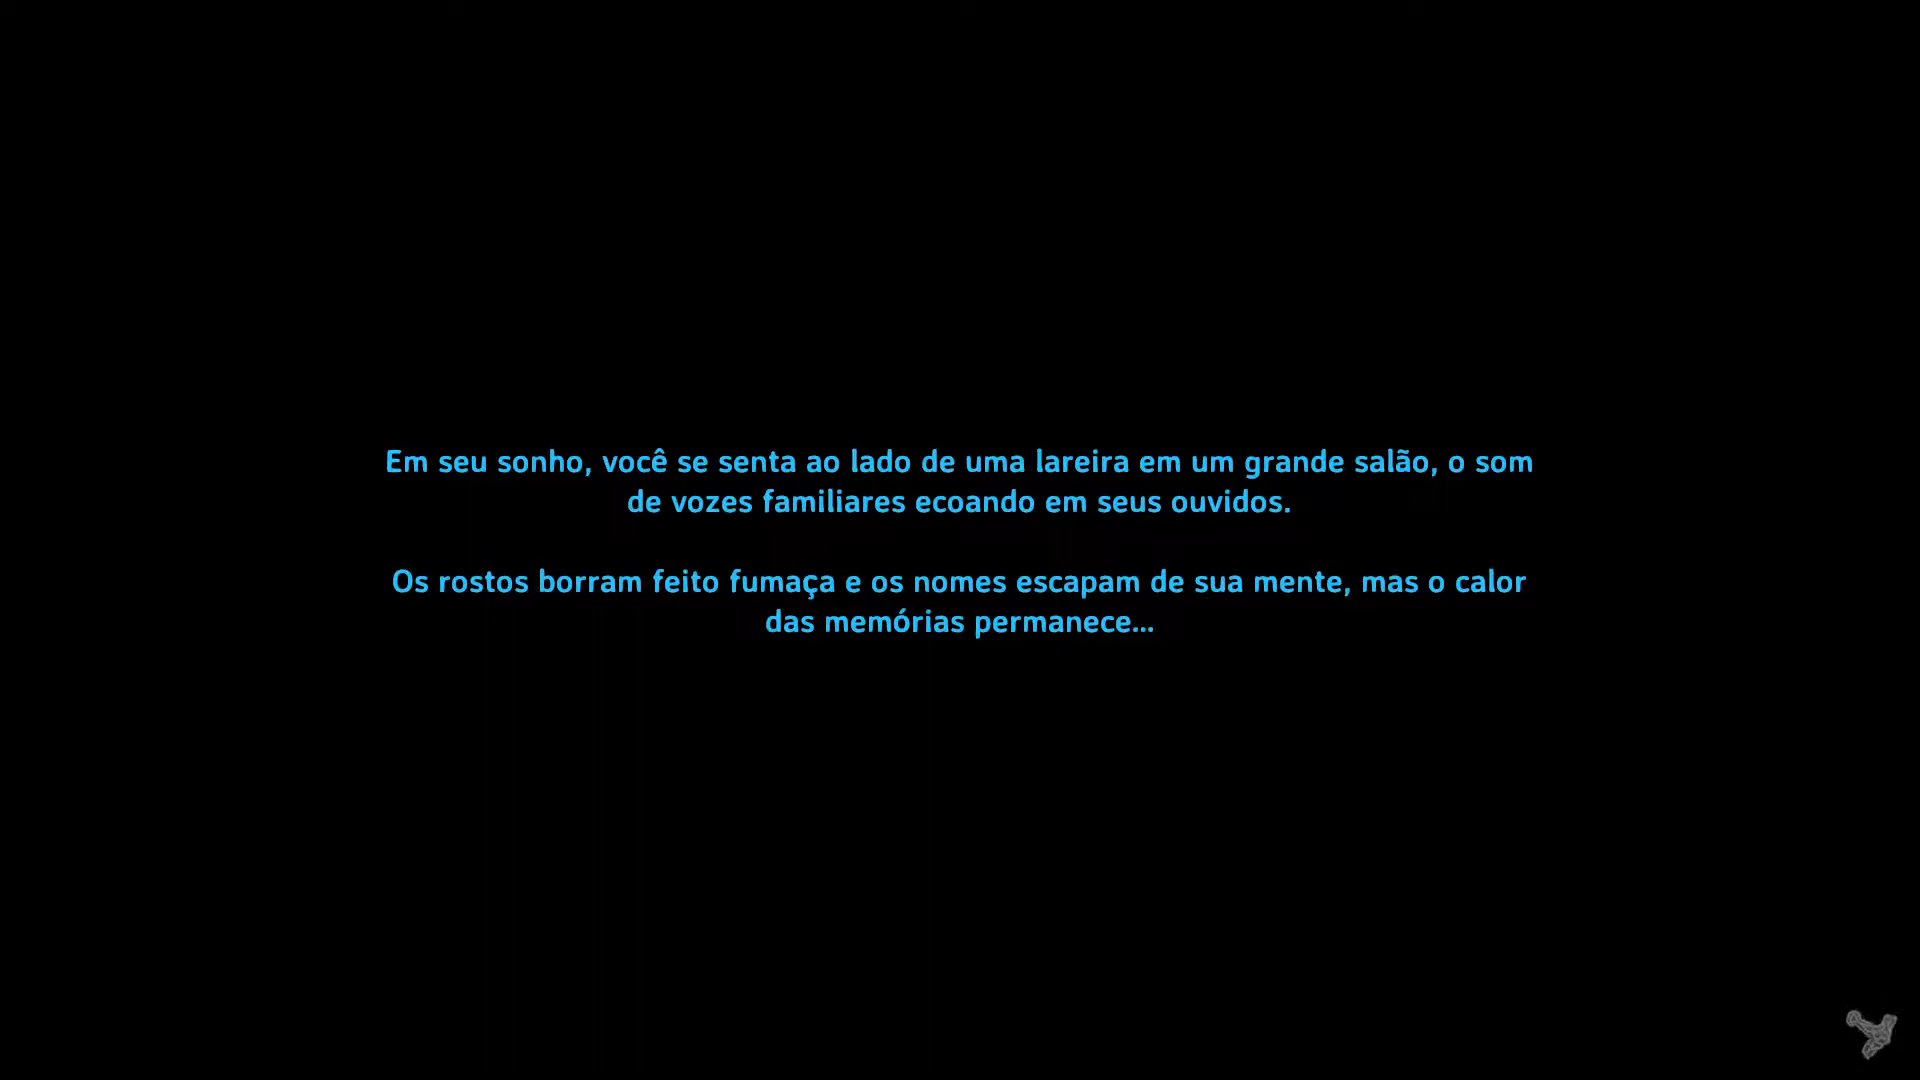 Em seu sonho, você se senta ao lado de uma lareira em um grande salão, o som
de vozes familiares ecoando em seus ouvidos.
Os rostos borram feito fumaça e os nomes escapam de sua mente, mas o calor
das memórias permanece...